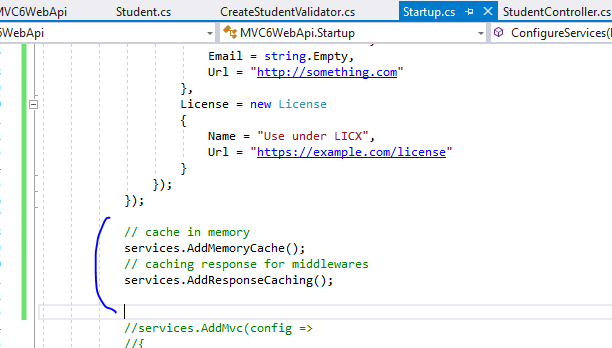 MVC6WebApi Student.cs CreateStudentValidator.cs Startup.cs StudentController.cs
6WebApi MVC6WebApi.Startup ConfigureServices(
Email = string.Empty,
Url = "http://something.com"
},
License = new License
{
Name = "Use under LICX",
Url = "https://example.com/license"
}
});
});
// cache in memory
services.AddMemoryCache();
// caching response for middlewares
services.AddResponseCaching();
//services.AddMvc(config =>
//{